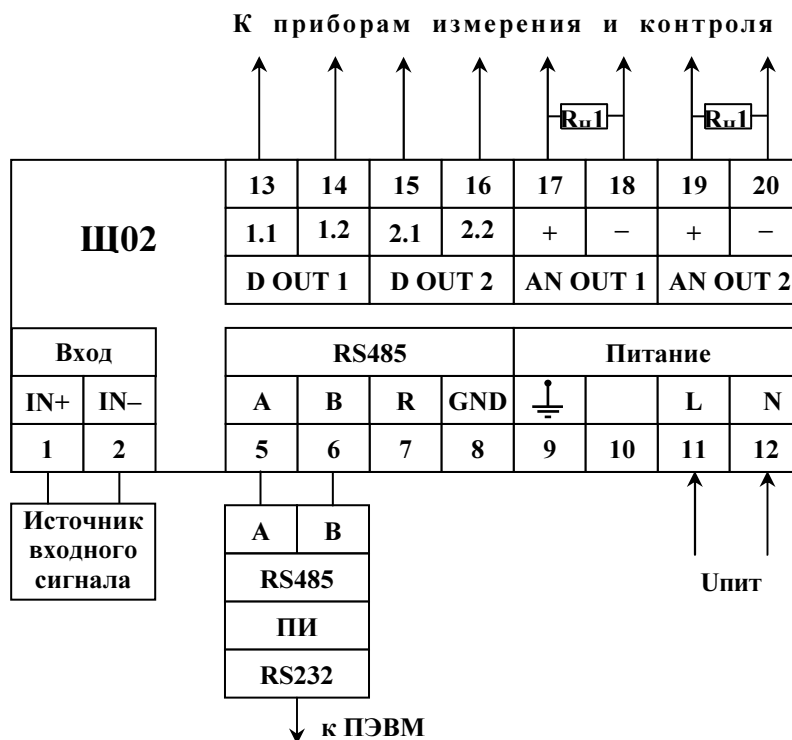 К приборам измерения и контроля
Rн1 Rн1
13 14 15 16 17 18 19 20
Щ02
1.1 1.2 2.1 2.2 + − + −
D OUT 1 D OUT 2 AN OUT 1 AN OUT 2
Вход RS485 Питание
IN+ IN− A B R GND L N
1 2 5 6 7 8 9 10 11 12
Источник
входного
сигнала
A B
RS485
ПИ
RS232
Uпит
к ПЭВМ